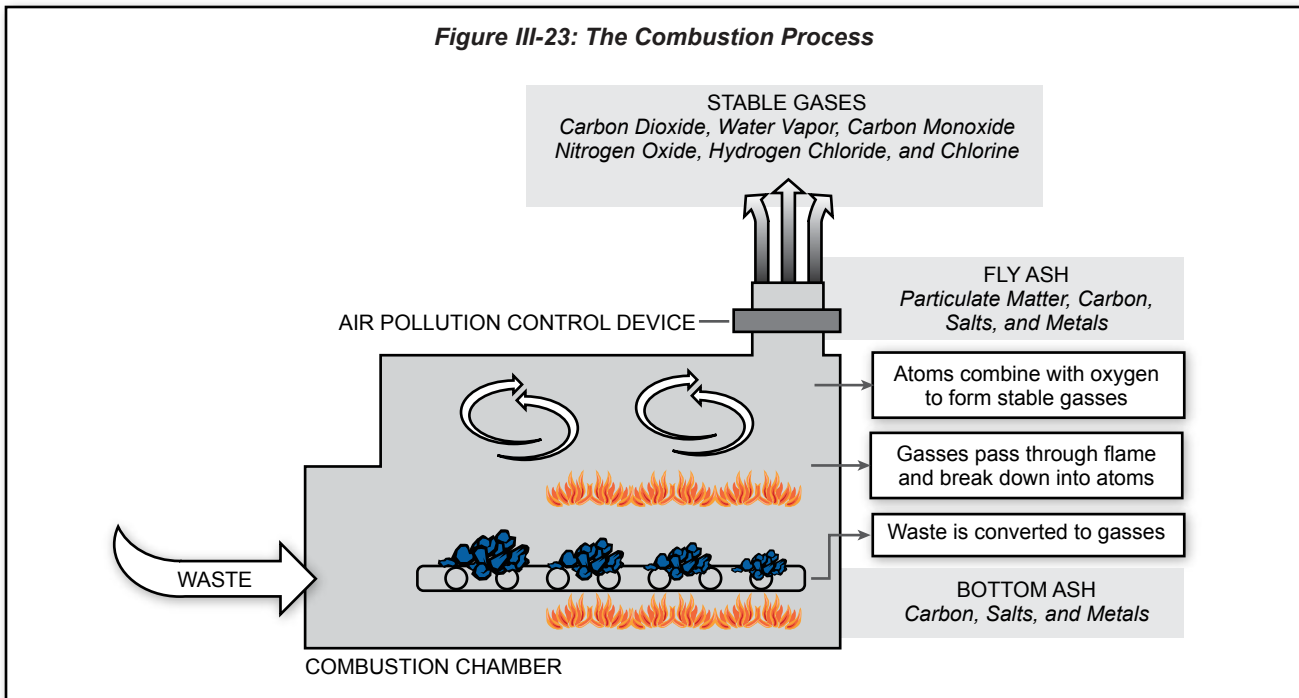 Figure III-23: The Combustion Process
STABLE GASES
Carbon Dioxide, Water Vapor, Carbon Monoxide
Nitrogen Oxide, Hydrogen Chloride, and Chlorine
FLY ASH
Particulate Matter, Carbon,
Salts, and Metals
AIR POLLUTION CONTROL DEVICE
Atoms combine with oxygen
to form stable gasses
Gasses pass through flame
and break down into atoms
Waste is converted to gasses
WASTE
BOTTOM ASH
Carbon, Salts, and Metals
COMBUSTION CHAMBER